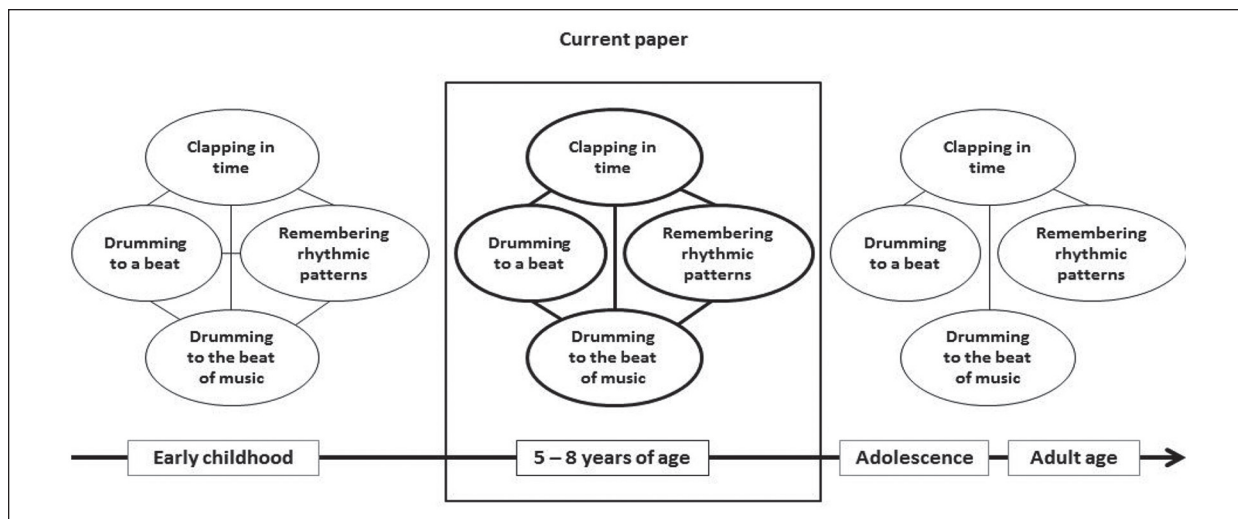 Current paper
Clapping in
time
Drumming
to a beat
Remembering
rhythmic
patterns
Drumming
to the beat
of music
Clapping in
time
Drumming
to a beat
Remembering
rhythmic
patterns
Drumming
to the beat
of music
Clapping in
time
Drumming
to a beat
Remembering
rhythmic
patterns
Drumming
to the beat
of music
Early childhood
5 – 8 years of age
Adolescence
Adult age